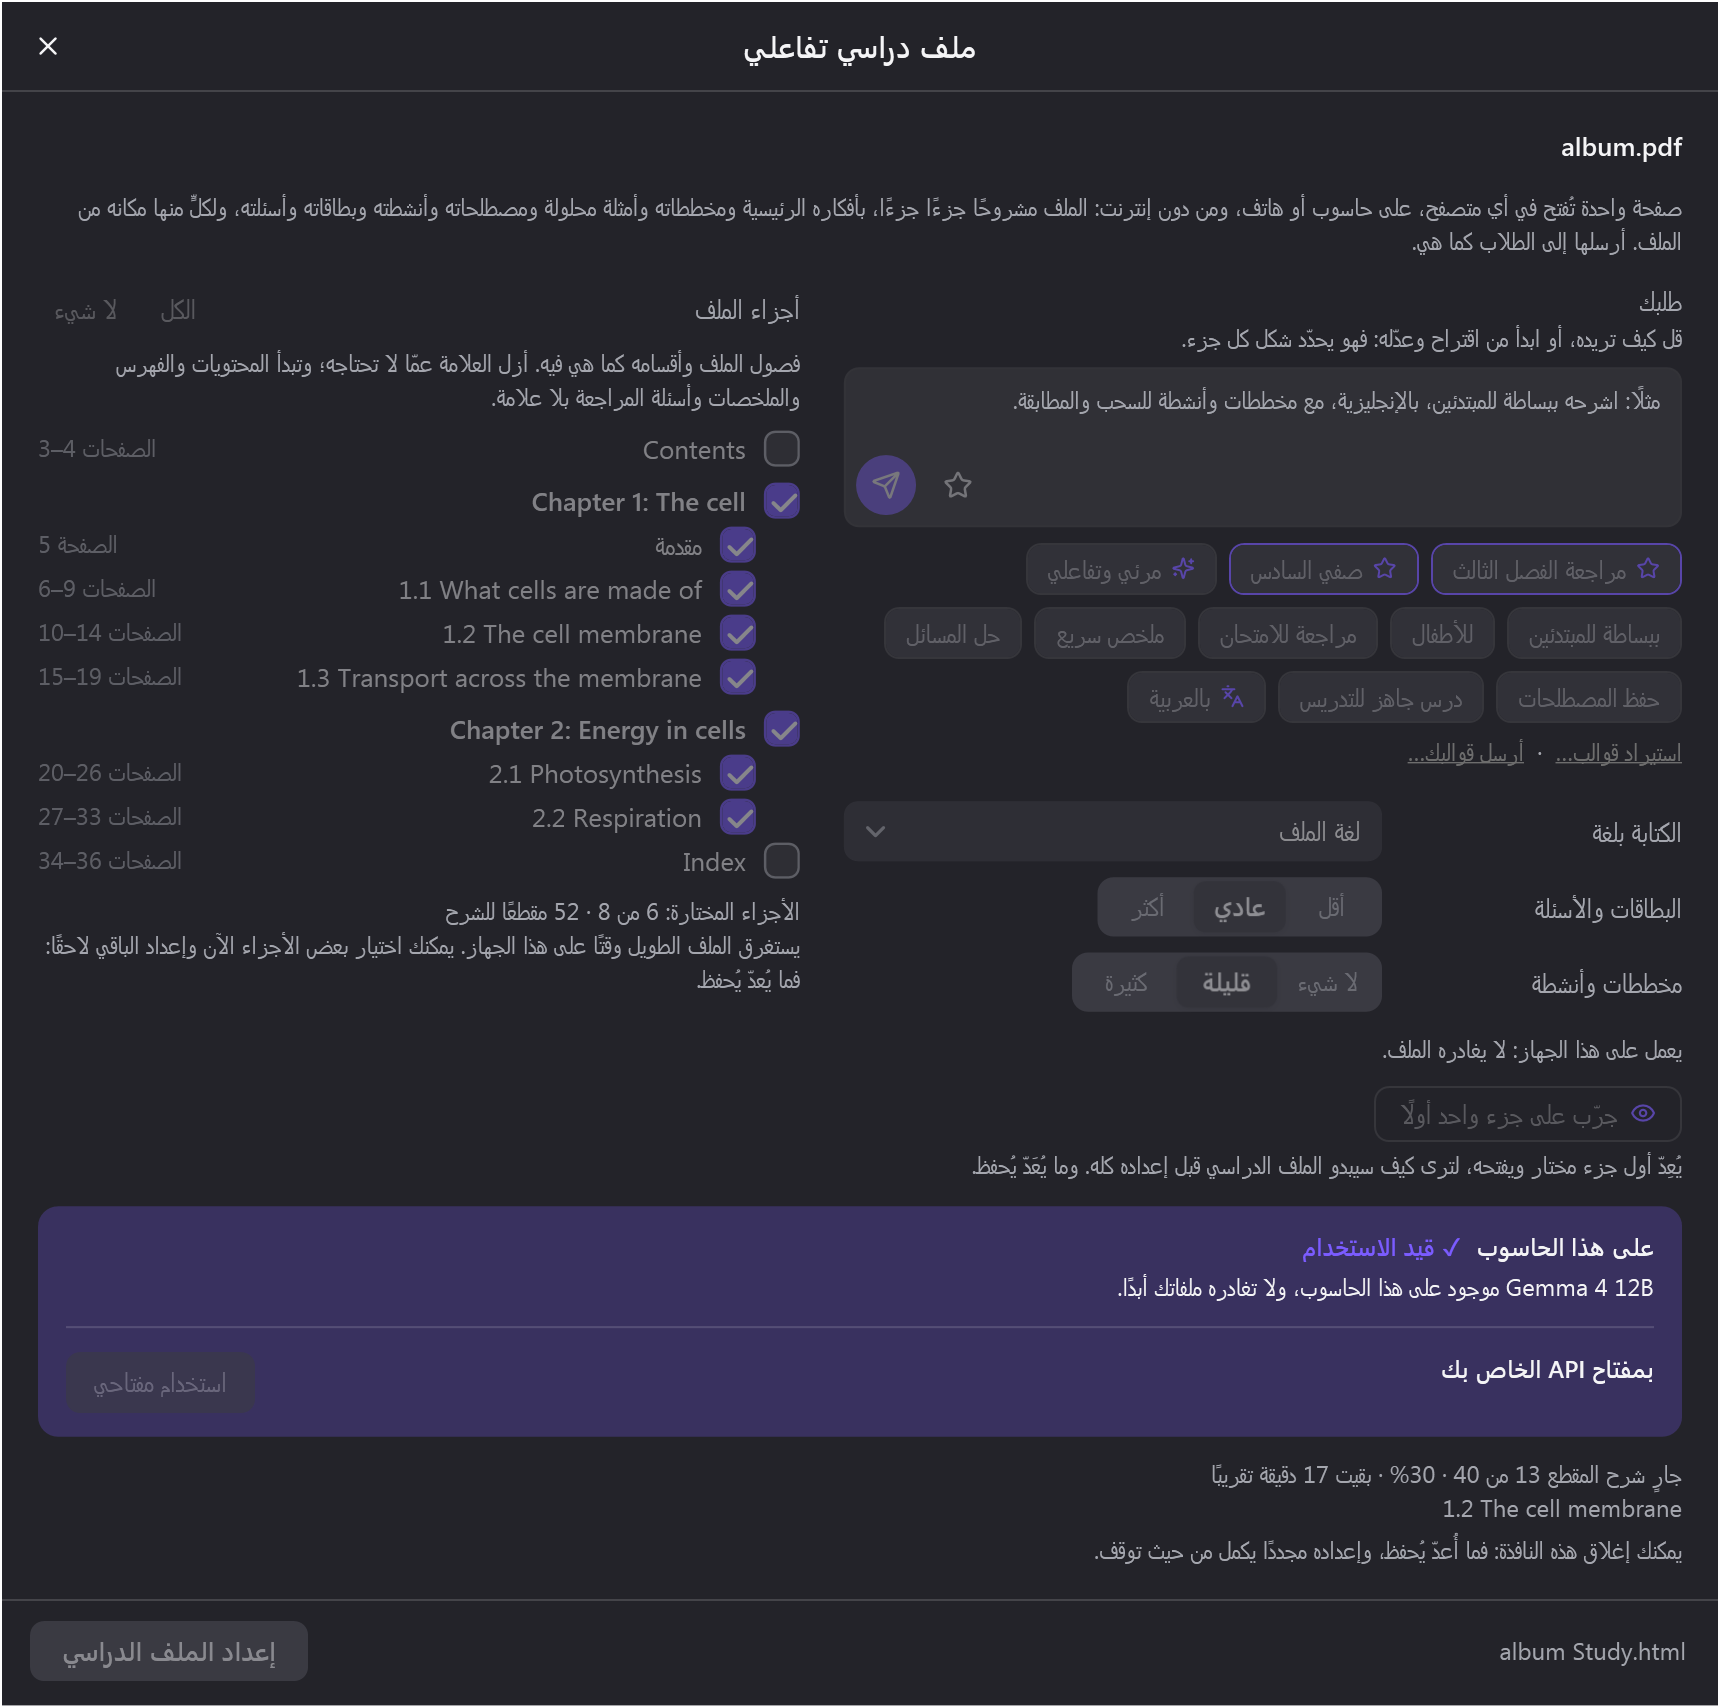 ملف دراسي تفاعلي
album.pdf
صفحة واحدة تُفتح في أي متصفح، على حاسوب أو هاتف، ومن دون إنترنت: الملف مشروحًا جزءًا جزءًا، بأفكاره الرئيسية ومخططاته وأمثلة محلولة ومصطلحاته وأنشطته وبطاقاته وأسئلته، ولكلٍّ منها مكانه من
الملف. أرسلها إلى الطلاب كما هي.
طلبك
قل كيف تريده، أو ابدأ من اقتراح وعدّله: فهو يحدّد شكل كل جزء.
مثلًا: اشرحه ببساطة للمبتدئين، بالإنجليزية، مع مخططات وأنشطة للسحب والمطابقة.
مراجعة الفصل الثالث
صفي السادس
مرئي وتفاعلي
ببساطة للمبتدئين
للأطفال
مراجعة للامتحان
ملخص سريع
حل المسائل
حفظ المصطلحات
درس جاهز للتدريس
بالعربية
استيراد قوالب... · أرسل قوالبك...
الكتابة بلغة
لغة الملف
البطاقات والأسئلة
أقل
عادي
أكثر
مخططات وأنشطة
لا شيء
قليلة
كثيرة
يعمل على هذا الجهاز: لا يغادره الملف.
جرّب على جزء واحد أولًا
يُعِدّ أول جزء مختار ويفتحه، لترى كيف سيبدو الملف الدراسي قبل إعداده كله. وما يُعَدّ يُحفظ.
أجزاء الملف
الكل
لا شيء
فصول الملف وأقسامه كما هي فيه. أزل العلامة عمّا لا تحتاجه؛ وتبدأ المحتويات والفهرس
والملخصات وأسئلة المراجعة بلا علامة.
Contents الصفحات 3–4
Chapter 1: The cell
مقدمة الصفحة 5
1.1 What cells are made of الصفحات 6–9
1.2 The cell membrane الصفحات 10–14
1.3 Transport across the membrane الصفحات 15–19
Chapter 2: Energy in cells
2.1 Photosynthesis الصفحات 20–26
2.2 Respiration الصفحات 27–33
Index الصفحات 34–36
الأجزاء المختارة: 6 من 8 · 52 مقطعًا للشرح
يستغرق الملف الطويل وقتًا على هذا الجهاز. يمكنك اختيار بعض الأجزاء الآن وإعداد الباقي لاحقًا:
فما يُعدّ يُحفظ.
على هذا الحاسوب ✓ قيد الاستخدام
Gemma 4 12B موجود على هذا الحاسوب، ولا تغادره ملفاتك أبدًا.
بمفتاح API الخاص بك
استخدام مفتاحي
جارٍ شرح المقطع 13 من 40 · 30% · بقيت 17 دقيقة تقريبًا
1.2 The cell membrane
يمكنك إغلاق هذه النافذة: فما أُعدّ يُحفظ، وإعداده مجددًا يكمل من حيث توقف.
album Study.html
إعداد الملف الدراسي